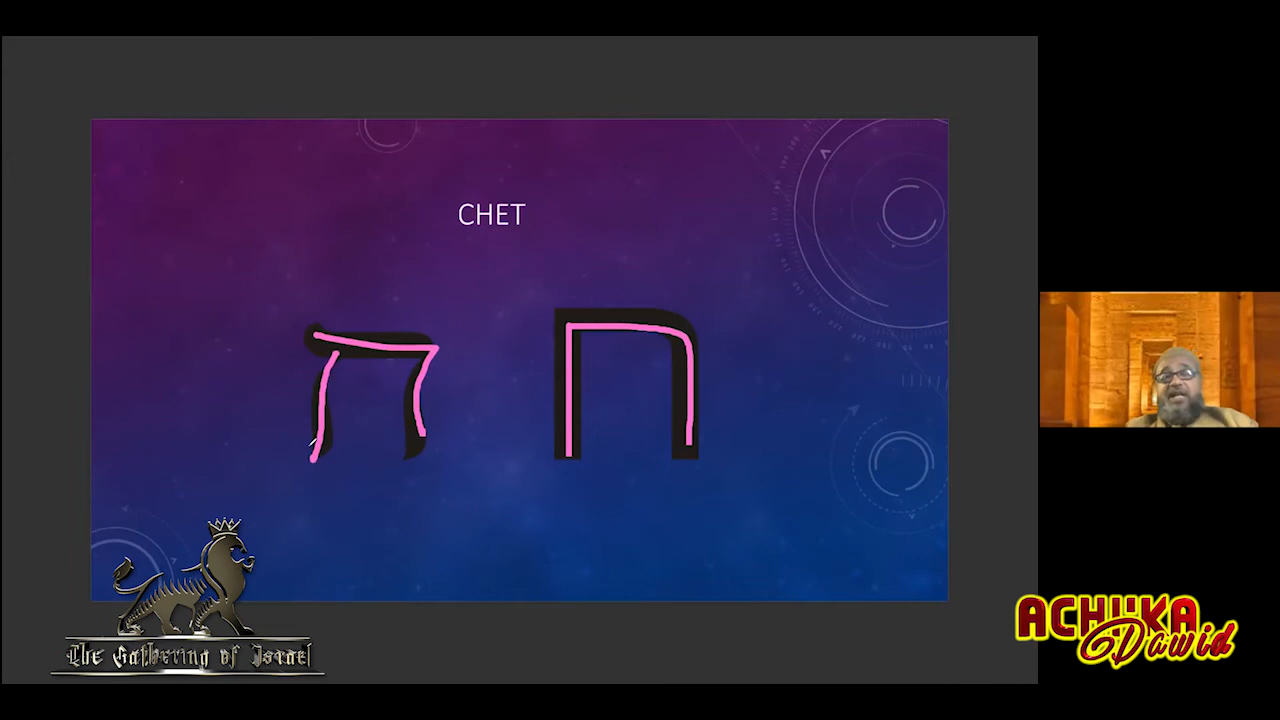 CHET
ח ח
The Gathering of Israel
ACHUKA
Dawid